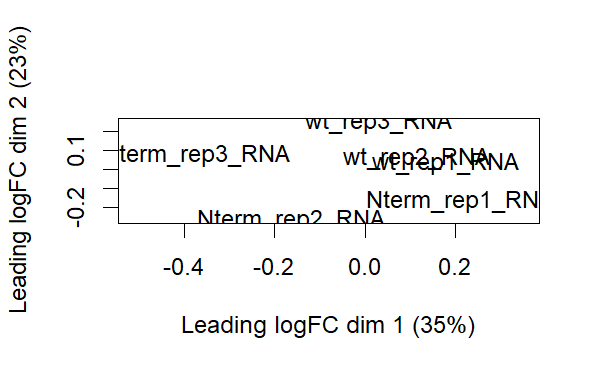 Leading logFC dim 2 (23%)
0.1
-0.2
wt_rep3_RNA
term_rep3_RNA
wt_rep2_RNA
wt_rep1_RNA
Nterm_rep1_RN
Nterm_rep2_RNA
-0.4
-0.2
0.0
0.2
Leading logFC dim 1 (35%)